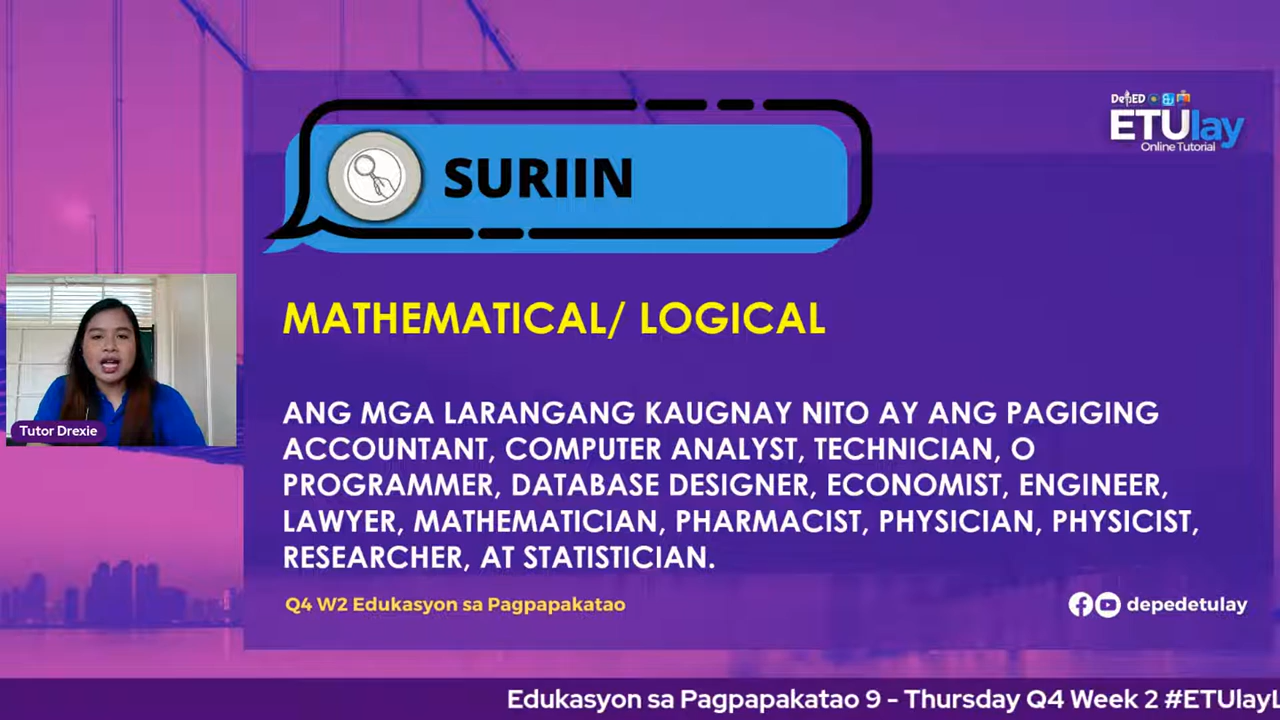 DepED
ETUlay
Online Tutorial
SURIIN
MATHEMATICAL/ LOGICAL
ANG MGA LARANGANG KAUGNAY NITO AY ANG PAGIGING
ACCOUNTANT, COMPUTER ANALYST, TECHNICIAN, O
PROGRAMMER, DATABASE DESIGNER, ECONOMIST, ENGINEER,
LAWYER, MATHEMATICIAN, PHARMACIST, PHYSICIAN, PHYSICIST,
RESEARCHER, AT STATISTICIAN.
Tutor Drexie
Q4 W2 Edukasyon sa Pagpapakatao
depedetulay
Edukasyon sa Pagpapakatao 9 - Thursday Q4 Week 2 #ETUlayL